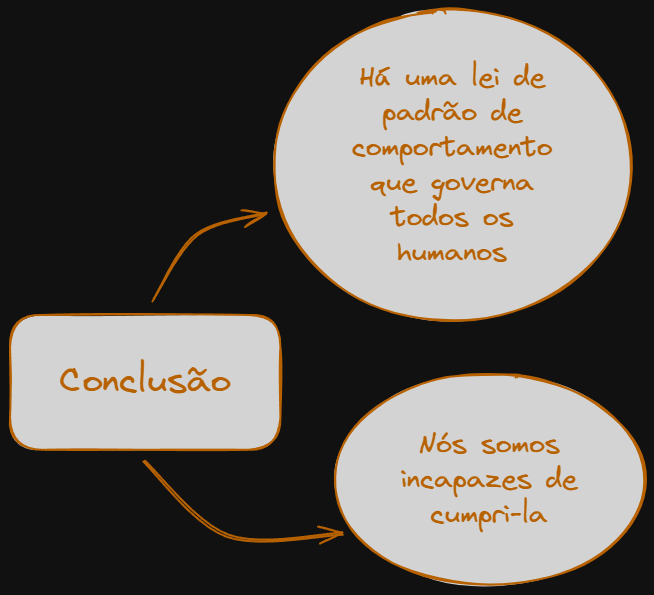 Há uma lei de
padrão de
comportamento
que governa
todos os
humanos
Conclusão
Nós somos
incapazes de
cumpri-la